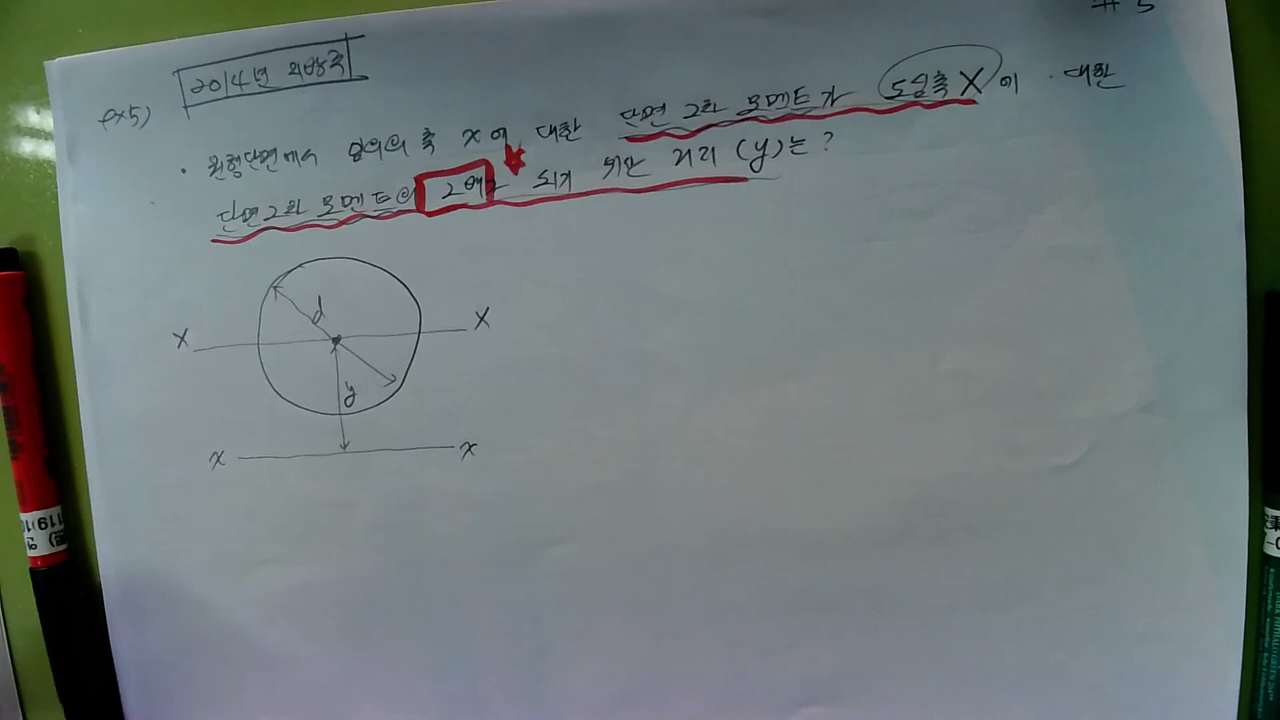 # 5
ex5) 2014년 지방직
· 원형단면에서 임의의 축 x에 대한 단면 2차 모멘트가 도심축 X에 대한
단면2차 모멘트의 2배가 되기 위한 거리 (y)는?
d
X X
y
x x
119